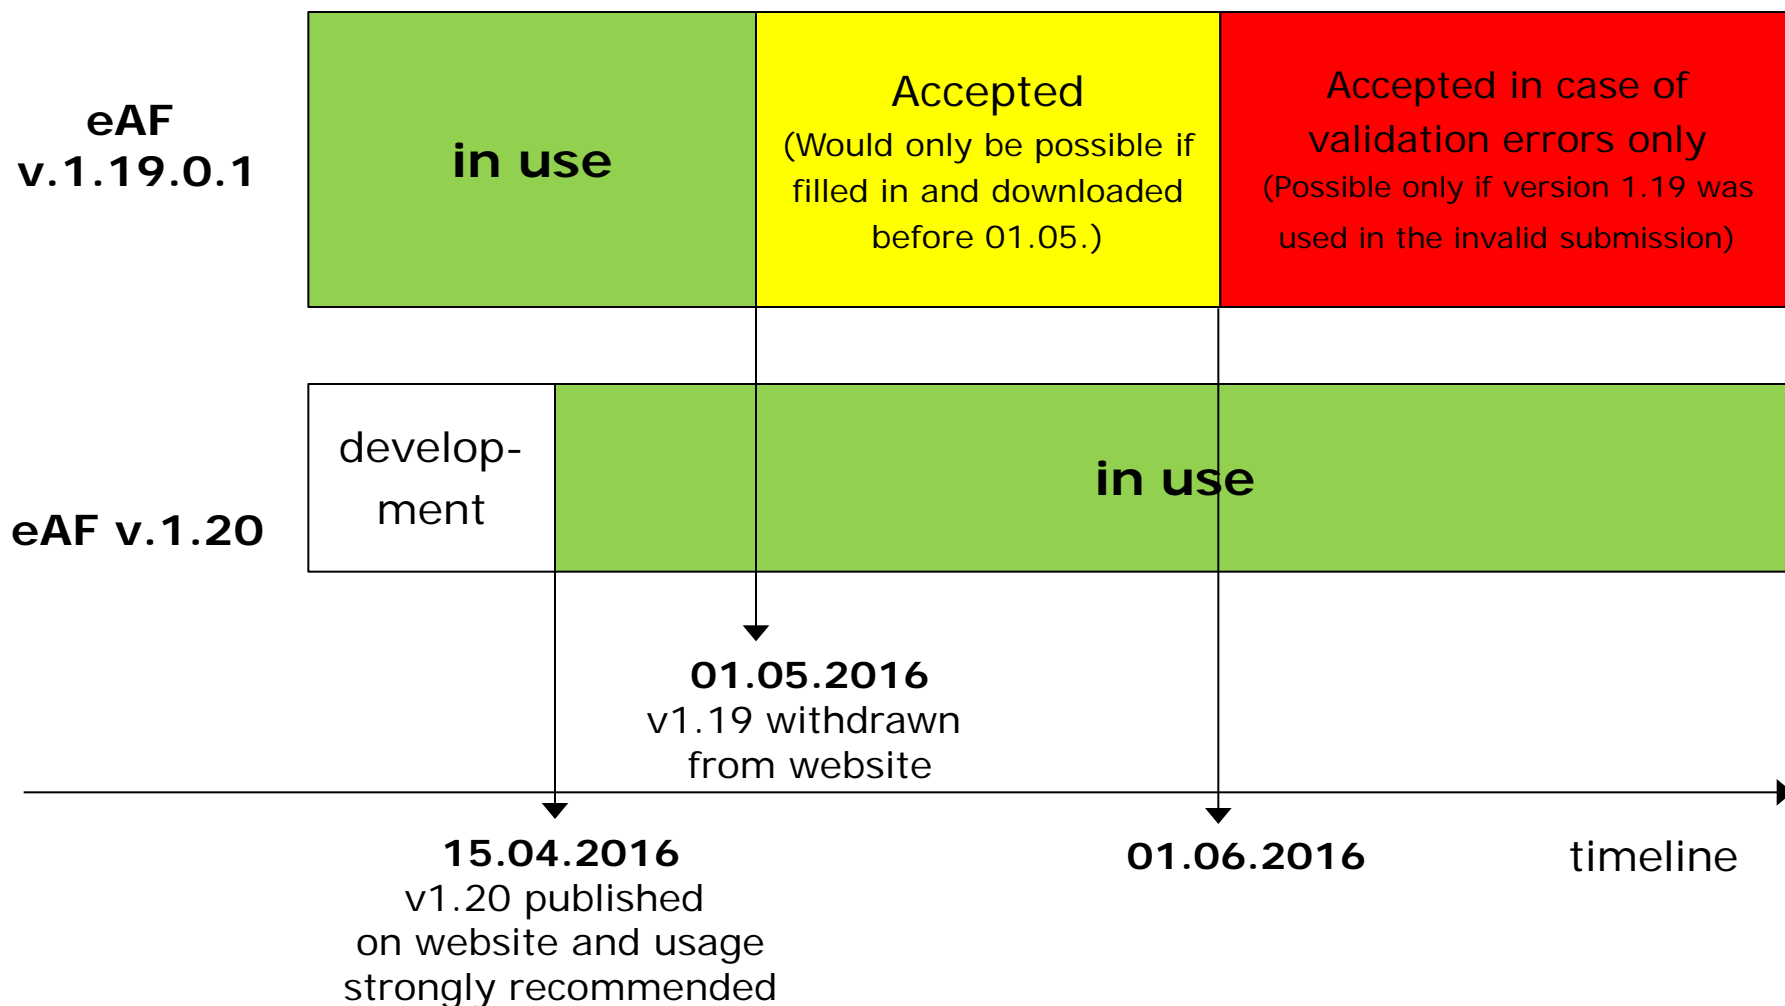 eAF
v.1.19.0.1
in use
Accepted
(Would only be possible if
filled in and downloaded
before 01.05.)
Accepted in case of
validation errors only
(Possible only if version 1.19 was
used in the invalid submission)
eAF v.1.20
develop-
ment
in use
01.05.2016
v1.19 withdrawn
from website
15.04.2016
v1.20 published
on website and usage
strongly recommended
01.06.2016
timeline